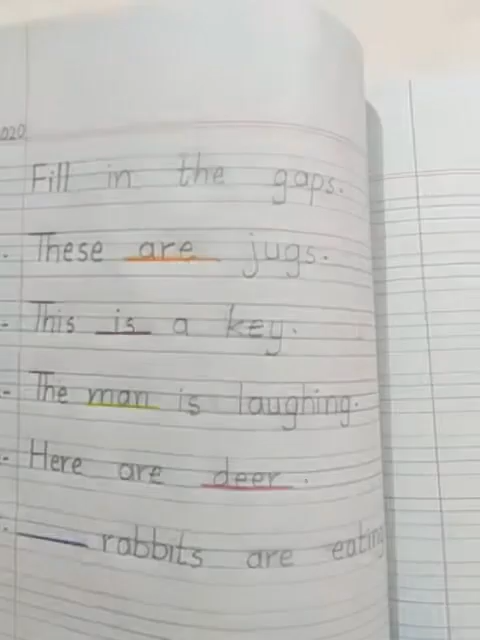 020
Fill in the gaps.
These are jugs.
This is a key.
The man is laughing.
Here are deer.
____ rabbits are eating